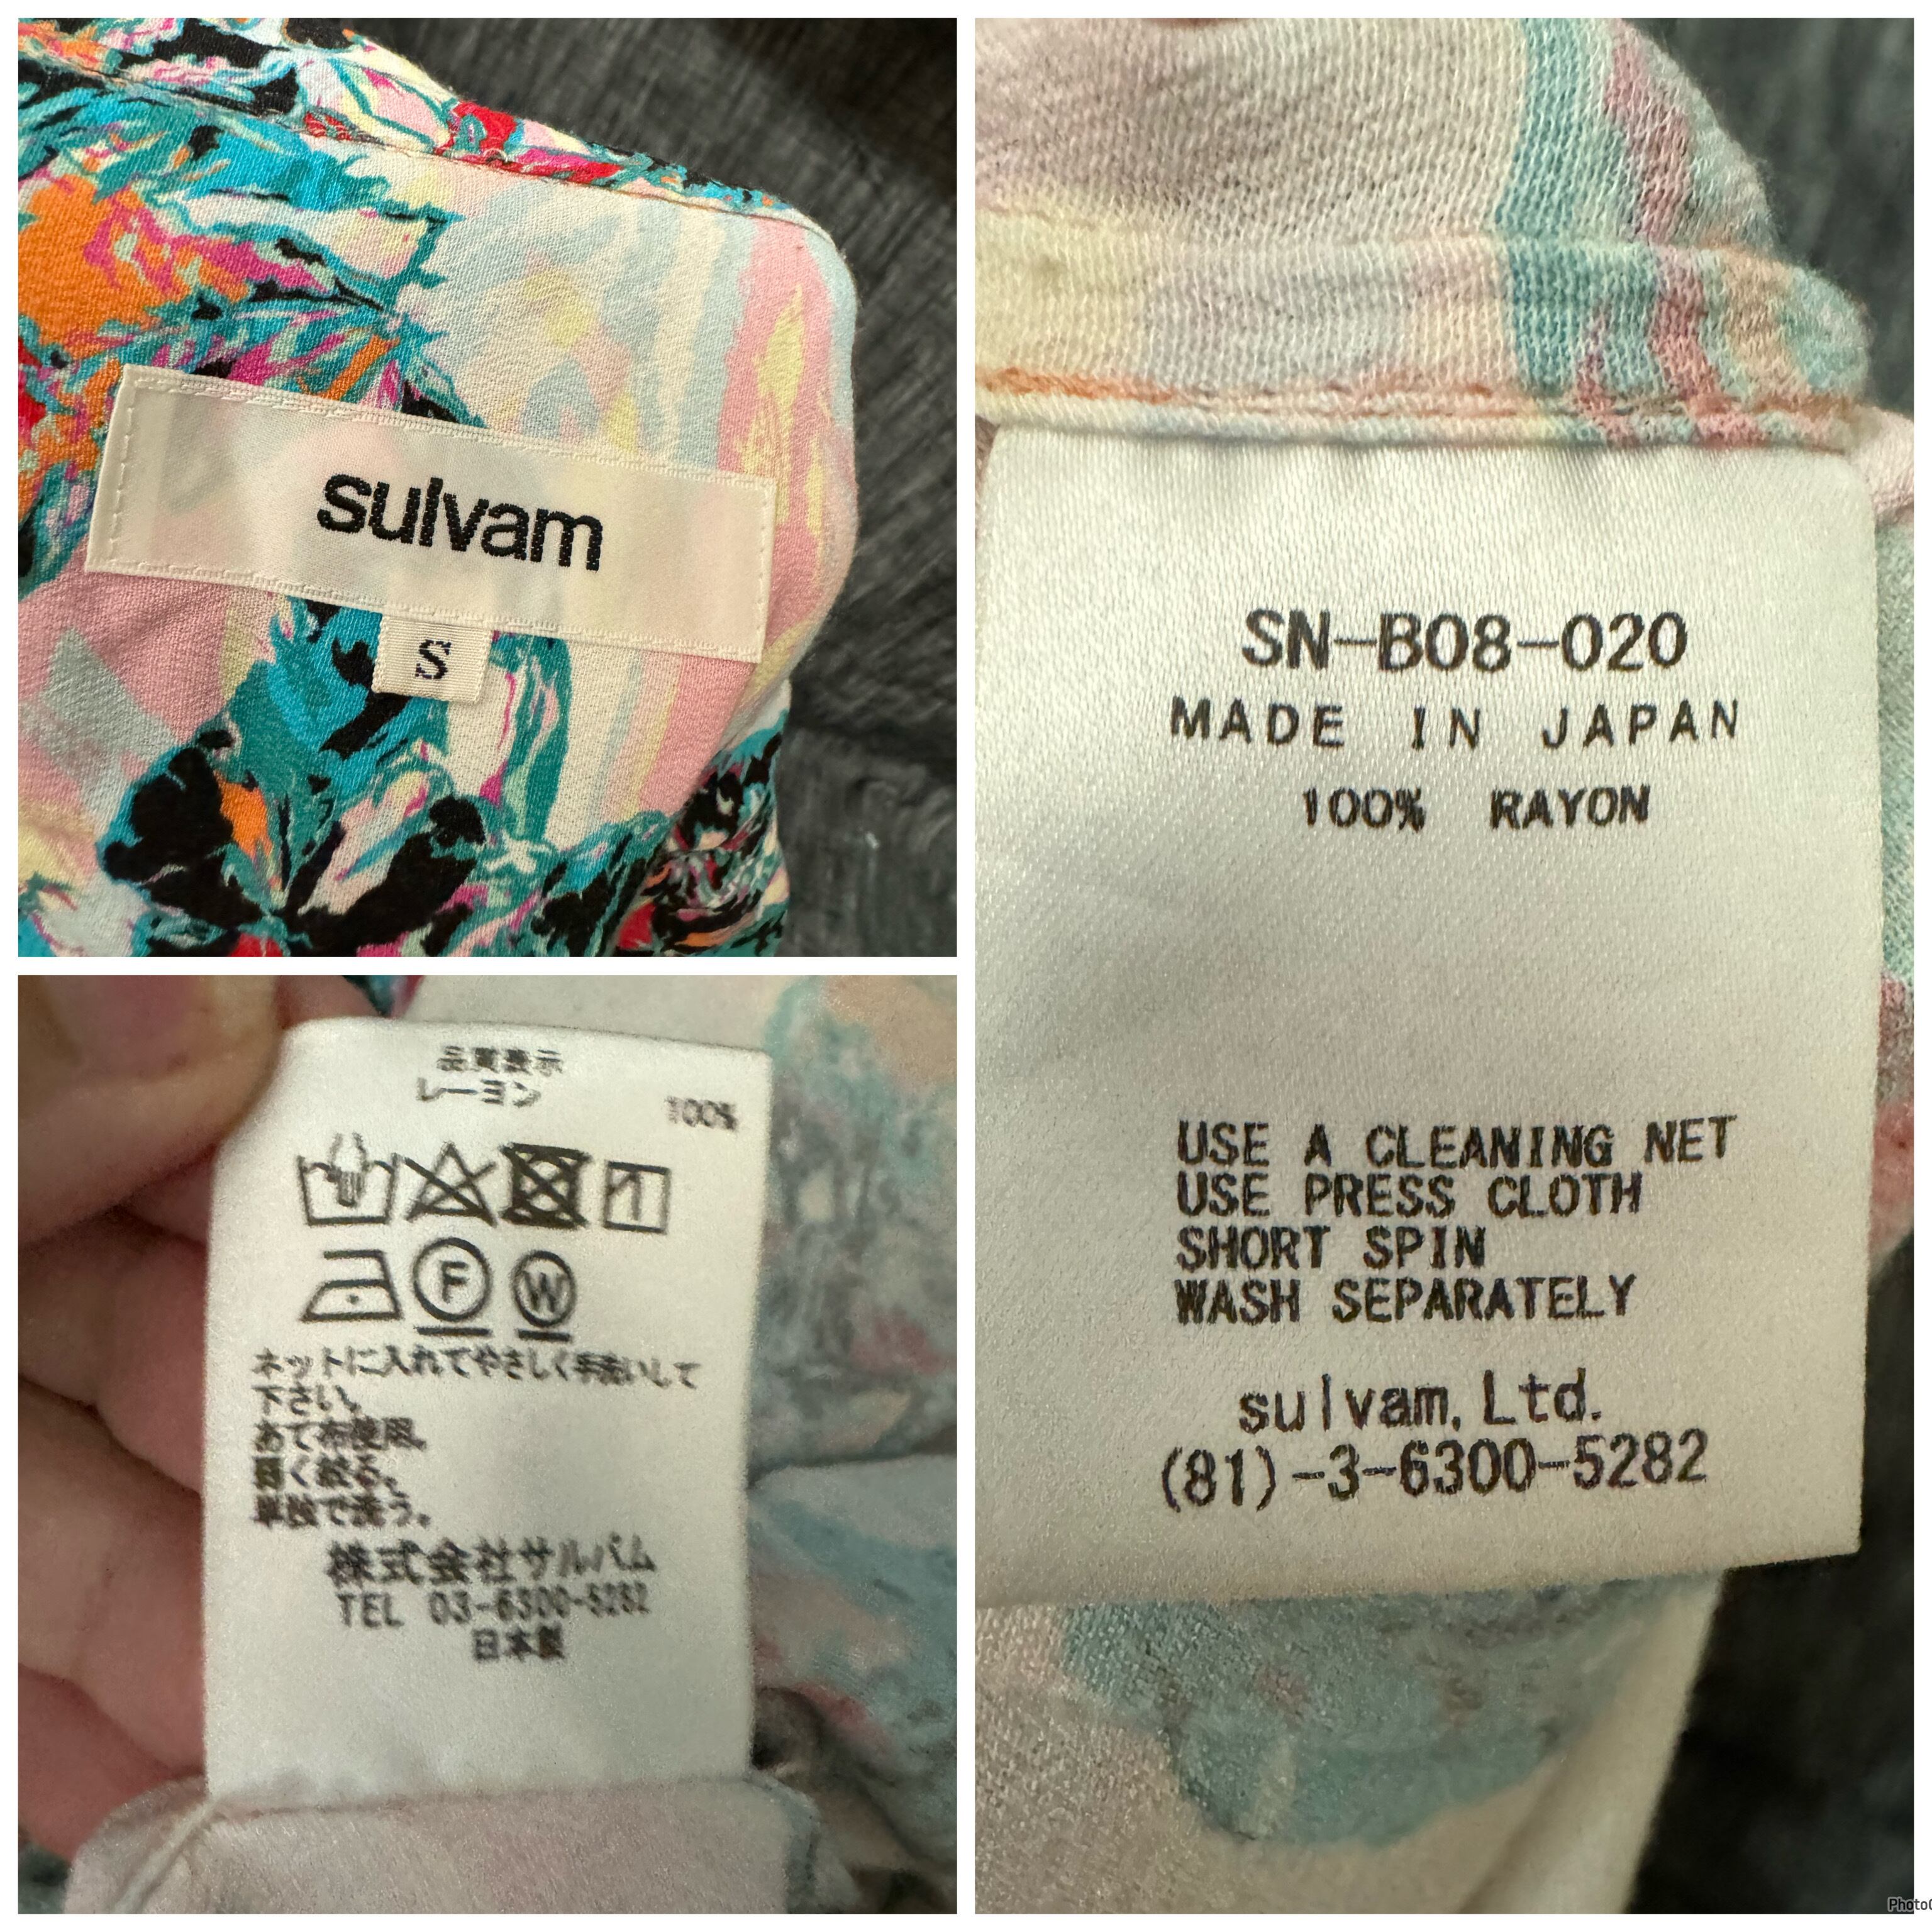 sulvam
S
品質表示
レーヨン
100%
F W
ネットに入れてやさしく手洗いして
下さい。
あて布使用。
弱く絞る。
単独で洗う。
株式会社サルバム
TEL 03-6300-5282
日本製
SN-B08-020
MADE IN JAPAN
100% RAYON
USE A CLEANING NET
USE PRESS CLOTH
SHORT SPIN
WASH SEPARATELY
sulvam, Ltd.
(81)-3-6300-5282